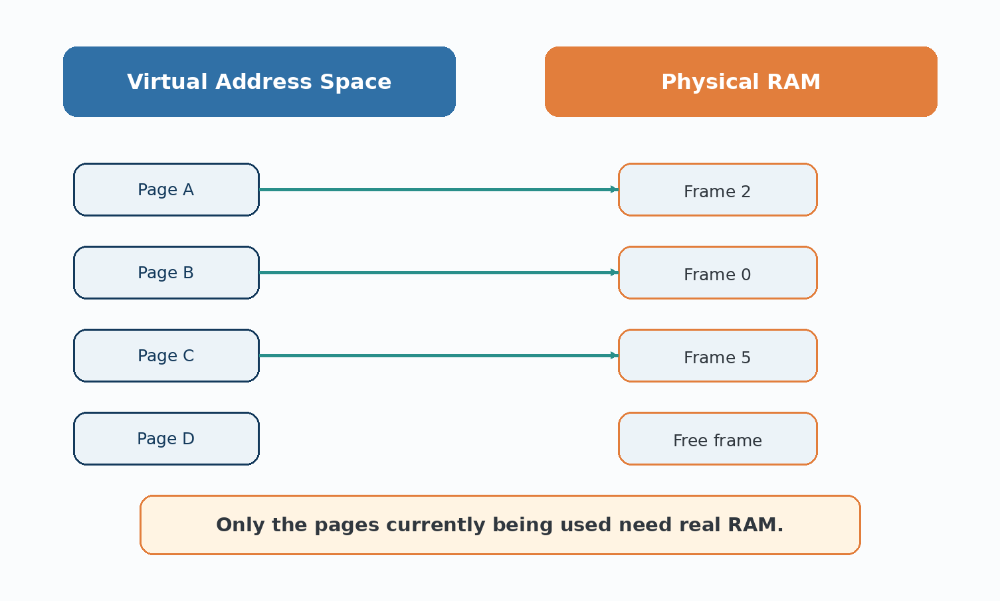 Virtual Address Space
Physical RAM
Page A
Frame 2
Page B
Frame 0
Page C
Frame 5
Page D
Free frame
Only the pages currently being used need real RAM.